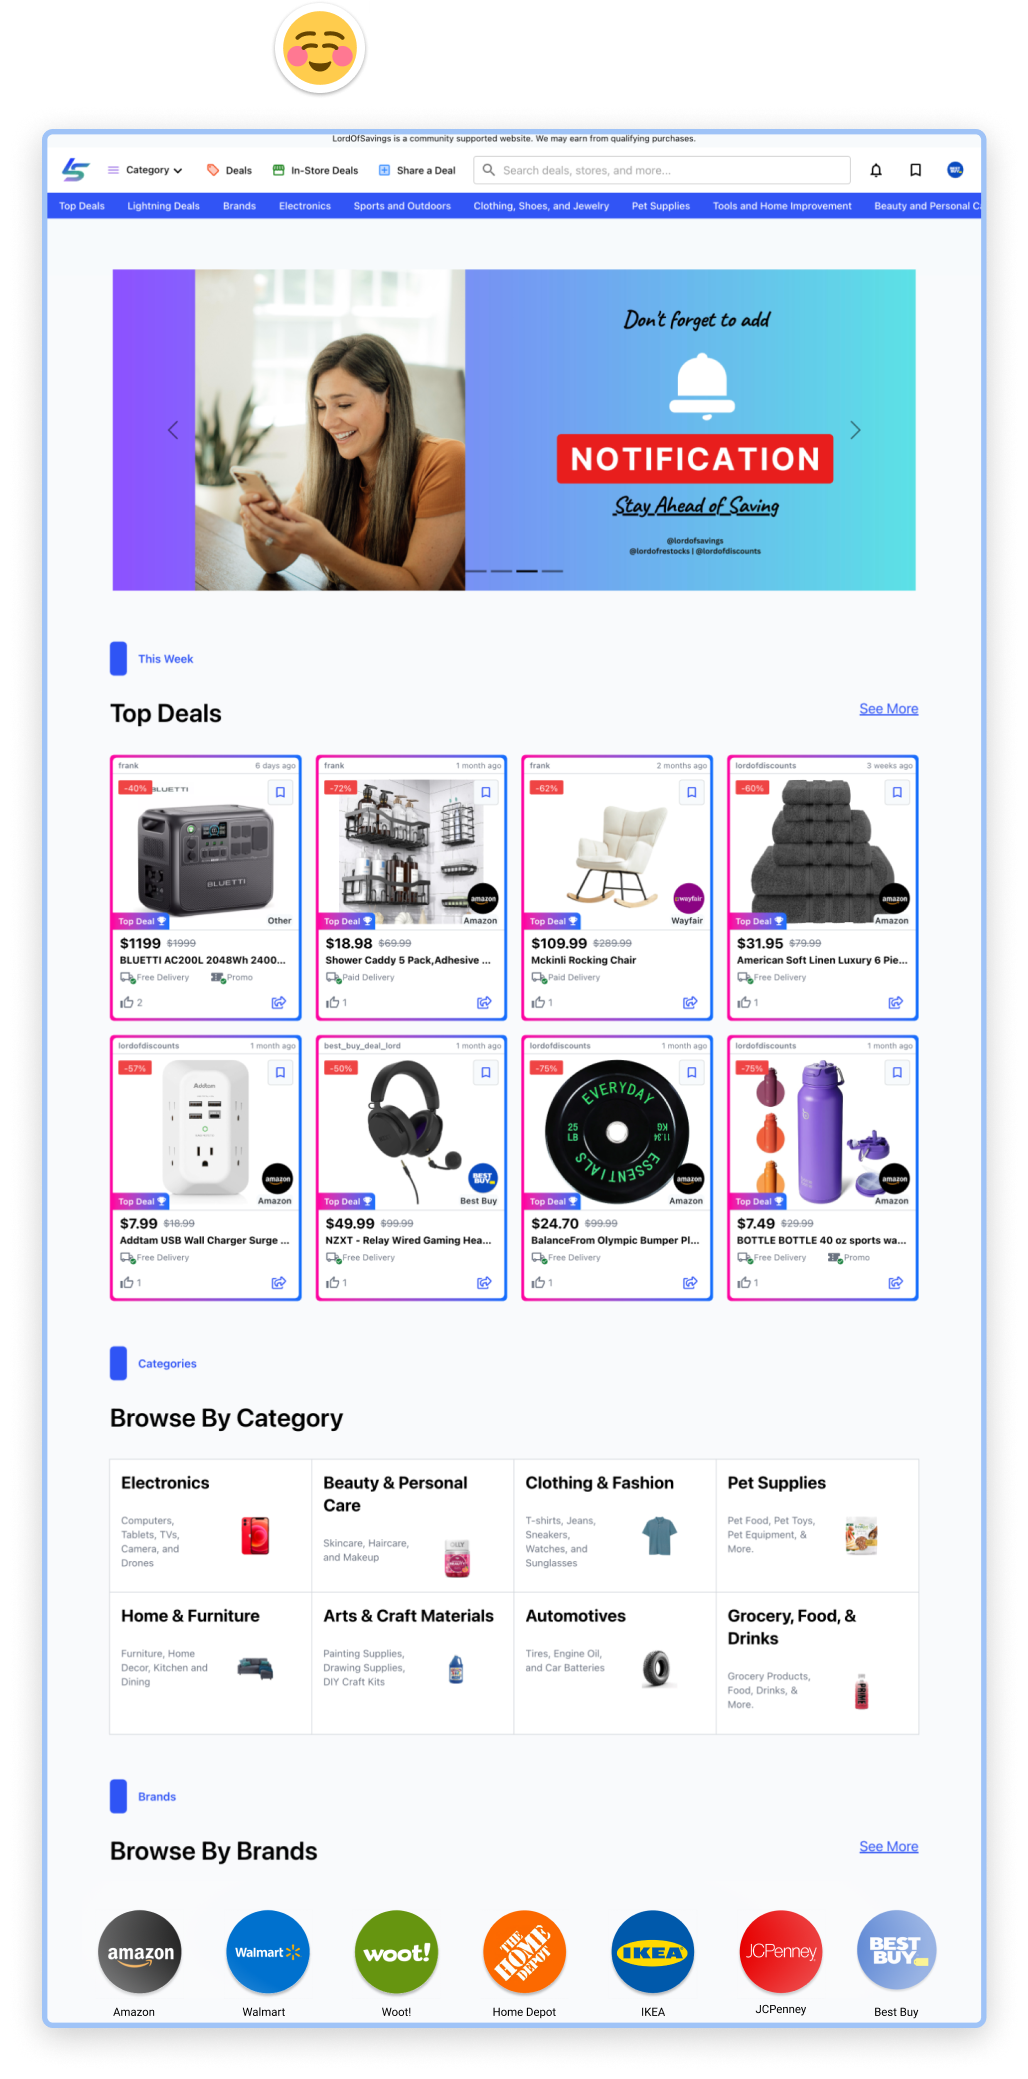 LordOfSavings is a community supported website. We may earn from qualifying purchases.
Category
Deals
In-Store Deals
Share a Deal
Search deals, stores, and more...
Top Deals
Lightning Deals
Brands
Electronics
Sports and Outdoors
Clothing, Shoes, and Jewelry
Pet Supplies
Tools and Home Improvement
Beauty and Personal Ca
Don't forget to add
NOTIFICATION
Stay Ahead of Saving
@lordofsavings
@lordofrestocks | @lordofdiscounts
This Week
Top Deals
See More
frank 6 days ago
-40%
BLUETTI
Top Deal
Other
$1199 $1999
BLUETTI AC200L 2048Wh 2400...
Free Delivery Promo
2
frank 1 month ago
-72%
amazon
Top Deal
Amazon
$18.98 $69.99
Shower Caddy 5 Pack,Adhesive ...
Paid Delivery
1
frank 2 months ago
-62%
wayfair
Top Deal
Wayfair
$109.99 $289.99
Mckinli Rocking Chair
Paid Delivery
1
lordofdiscounts 3 weeks ago
-60%
amazon
Top Deal
Amazon
$31.95 $79.99
American Soft Linen Luxury 6 Pie...
Free Delivery
1
lordofdiscounts 1 month ago
-57%
Addtam
amazon
Top Deal
Amazon
$7.99 $18.99
Addtam USB Wall Charger Surge ...
Free Delivery
1
best_buy_deal_lord 1 month ago
-50%
BEST
BUY
Top Deal
Best Buy
$49.99 $99.99
NZXT - Relay Wired Gaming Hea...
Free Delivery
1
lordofdiscounts 1 month ago
-75%
EVERYDAY
25
LB
11.34
KG
ESSENTIALS
amazon
Top Deal
Amazon
$24.70 $99.99
BalanceFrom Olympic Bumper Pl...
Free Delivery
1
lordofdiscounts 1 month ago
-75%
amazon
Top Deal
Amazon
$7.49 $29.99
BOTTLE BOTTLE 40 oz sports wa...
Free Delivery Promo
1
Categories
Browse By Category
Electronics
Computers,
Tablets, TVs,
Camera, and
Drones
Beauty & Personal
Care
Skincare, Haircare,
and Makeup
OLLY
Clothing & Fashion
T-shirts, Jeans,
Sneakers,
Watches, and
Sunglasses
Pet Supplies
Pet Food, Pet Toys,
Pet Equipment, &
More.
Home & Furniture
Furniture, Home
Decor, Kitchen and
Dining
Arts & Craft Materials
Painting Supplies,
Drawing Supplies,
DIY Craft Kits
Automotives
Tires, Engine Oil,
and Car Batteries
Grocery, Food, &
Drinks
Grocery Products,
Food, Drinks, &
More.
PRIME
Brands
Browse By Brands
See More
amazon
Amazon
Walmart
Walmart
woot!
Woot!
THE
HOME
DEPOT
Home Depot
IKEA
IKEA
JCPenney
JCPenney
BEST
BUY
Best Buy